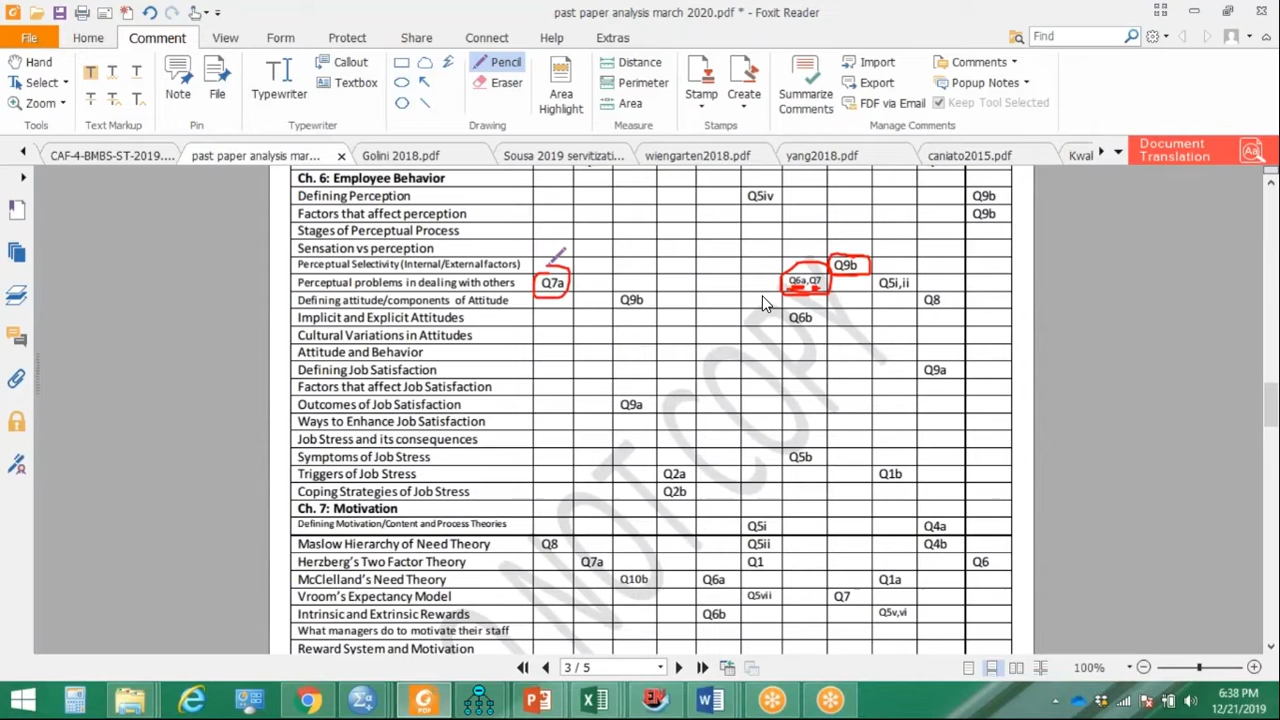 past paper analysis march 2020.pdf * - Foxit Reader
File Home Comment View Form Protect Share Connect Help Extras Find
Hand Select Zoom Tools
T T T T T T Text Markup
Note File Pin
Typewriter Callout Textbox Typewriter
Pencil Eraser Drawing
Area Highlight Distance Perimeter Area Measure
Stamp Create Stamps
Summarize Comments Import Export FDF via Email Comments Popup Notes Keep Tool Selected Manage Comments
CAF-4-BMBS-ST-2019.... past paper analysis mar... Golini 2018.pdf Sousa 2019 servitizati... wiengarten2018.pdf yang2018.pdf caniato2015.pdf Kwal Document Translation
Ch. 6: Employee Behavior
Defining Perception Q5iv Q9b
Factors that affect perception Q9b
Stages of Perceptual Process
Sensation vs perception
Perceptual Selectivity (Internal/External factors) Q9b
Perceptual problems in dealing with others Q7a Q6a,Q7 Q5i,ii
Defining attitude/components of Attitude Q9b Q8
Implicit and Explicit Attitudes Q6b
Cultural Variations in Attitudes
Attitude and Behavior
Defining Job Satisfaction Q9a
Factors that affect Job Satisfaction
Outcomes of Job Satisfaction Q9a
Ways to Enhance Job Satisfaction
Job Stress and its consequences
Symptoms of Job Stress Q5b
Triggers of Job Stress Q2a Q1b
Coping Strategies of Job Stress Q2b
Ch. 7: Motivation
Defining Motivation/Content and Process Theories Q5i Q4a
Maslow Hierarchy of Need Theory Q8 Q5ii Q4b
Herzberg's Two Factor Theory Q7a Q1 Q6
McClelland's Need Theory Q10b Q6a Q1a
Vroom's Expectancy Model Q5vii Q7
Intrinsic and Extrinsic Rewards Q6b Q5v,vi
What managers do to motivate their staff
Reward System and Motivation
O NOT COPY
3 / 5 100%
6:38 PM
12/21/2019